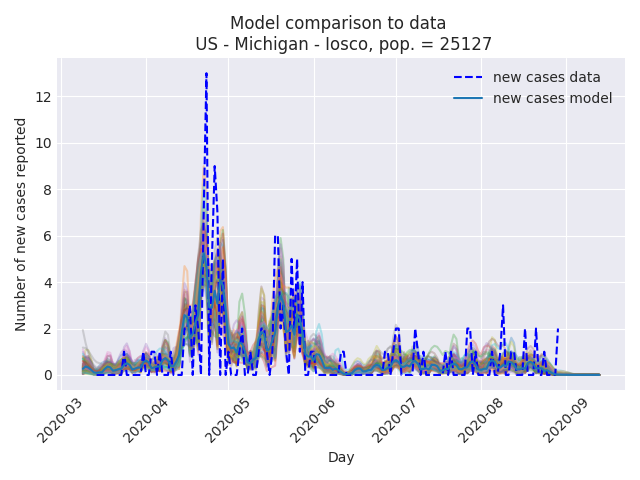 Model comparison to data
US - Michigan - Iosco, pop. = 25127
new cases data
new cases model
Number of new cases reported
12
10
8
6
4
2
0
2020-03
2020-04
2020-05
2020-06
2020-07
2020-08
2020-09
Day